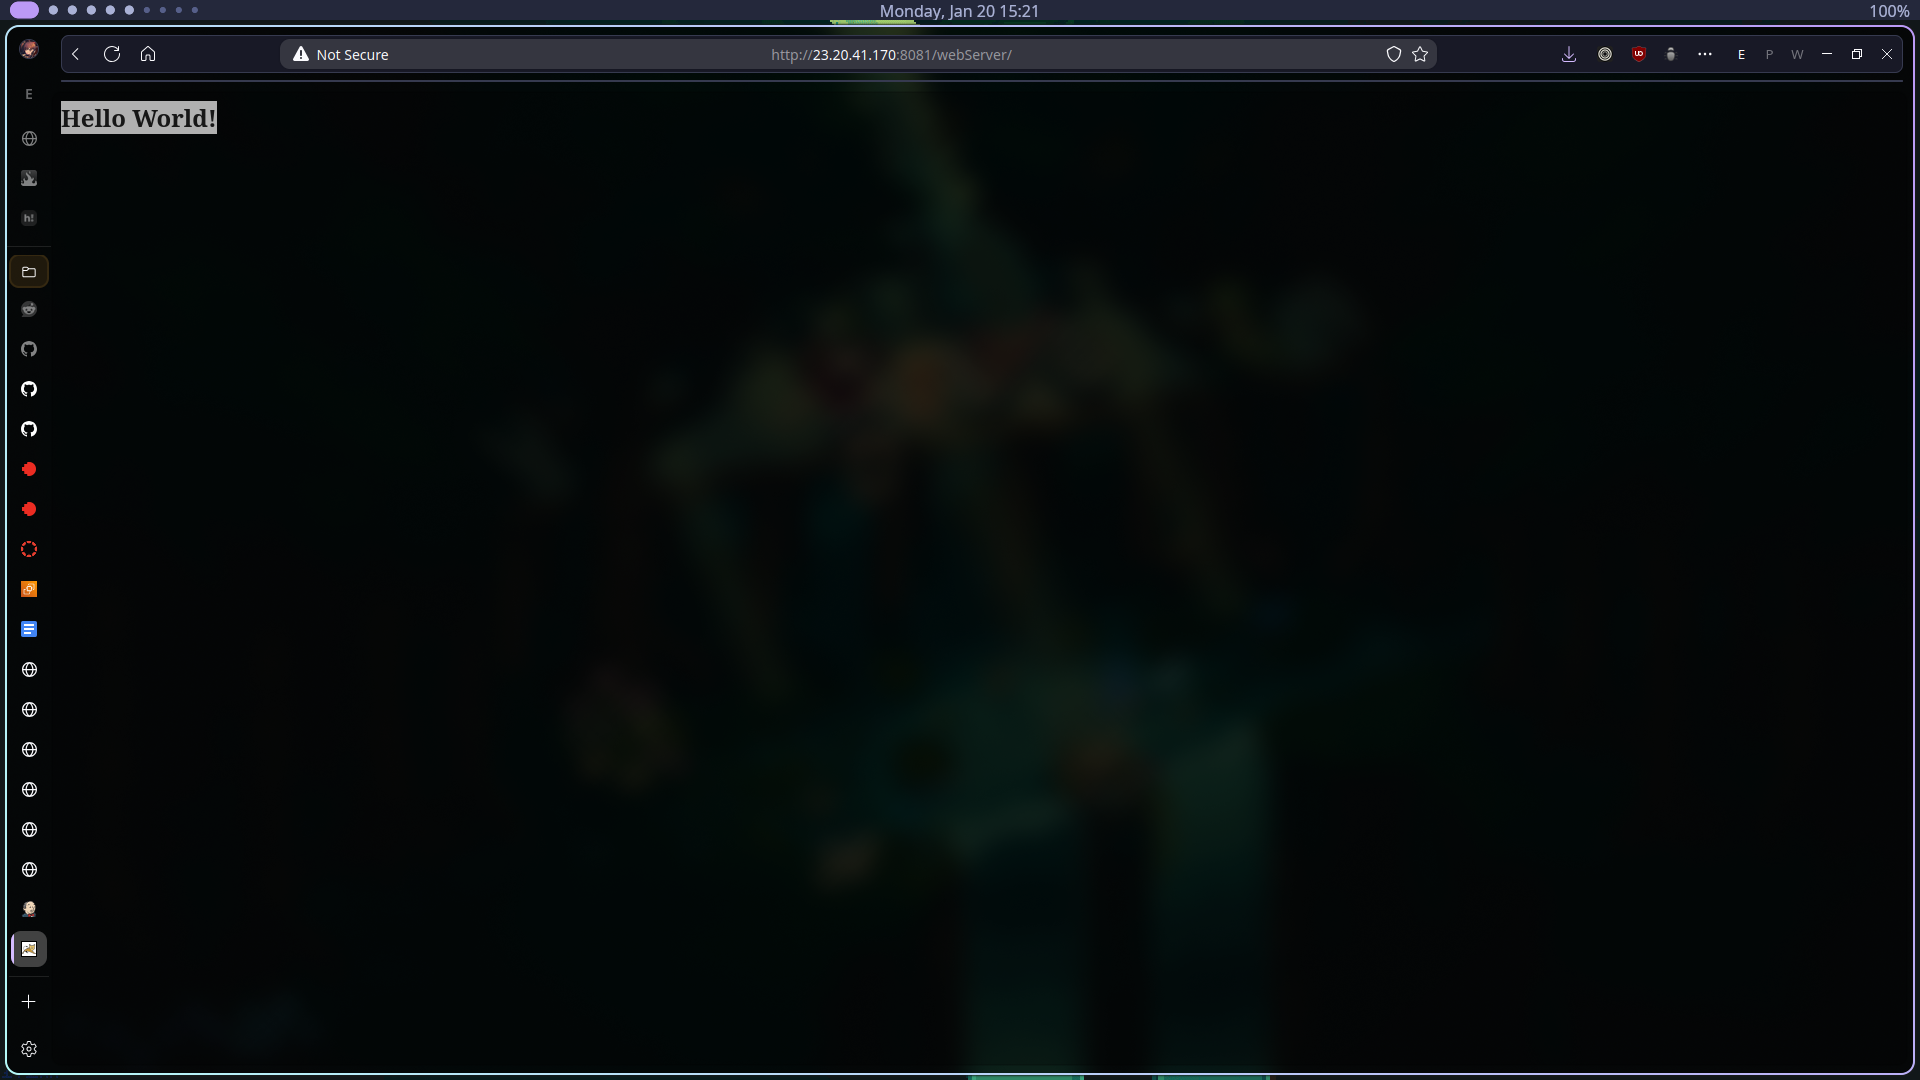 Monday, Jan 20 15:21
100%
Not Secure
http://23.20.41.170:8081/webServer/
E P W
E
h!
Hello World!